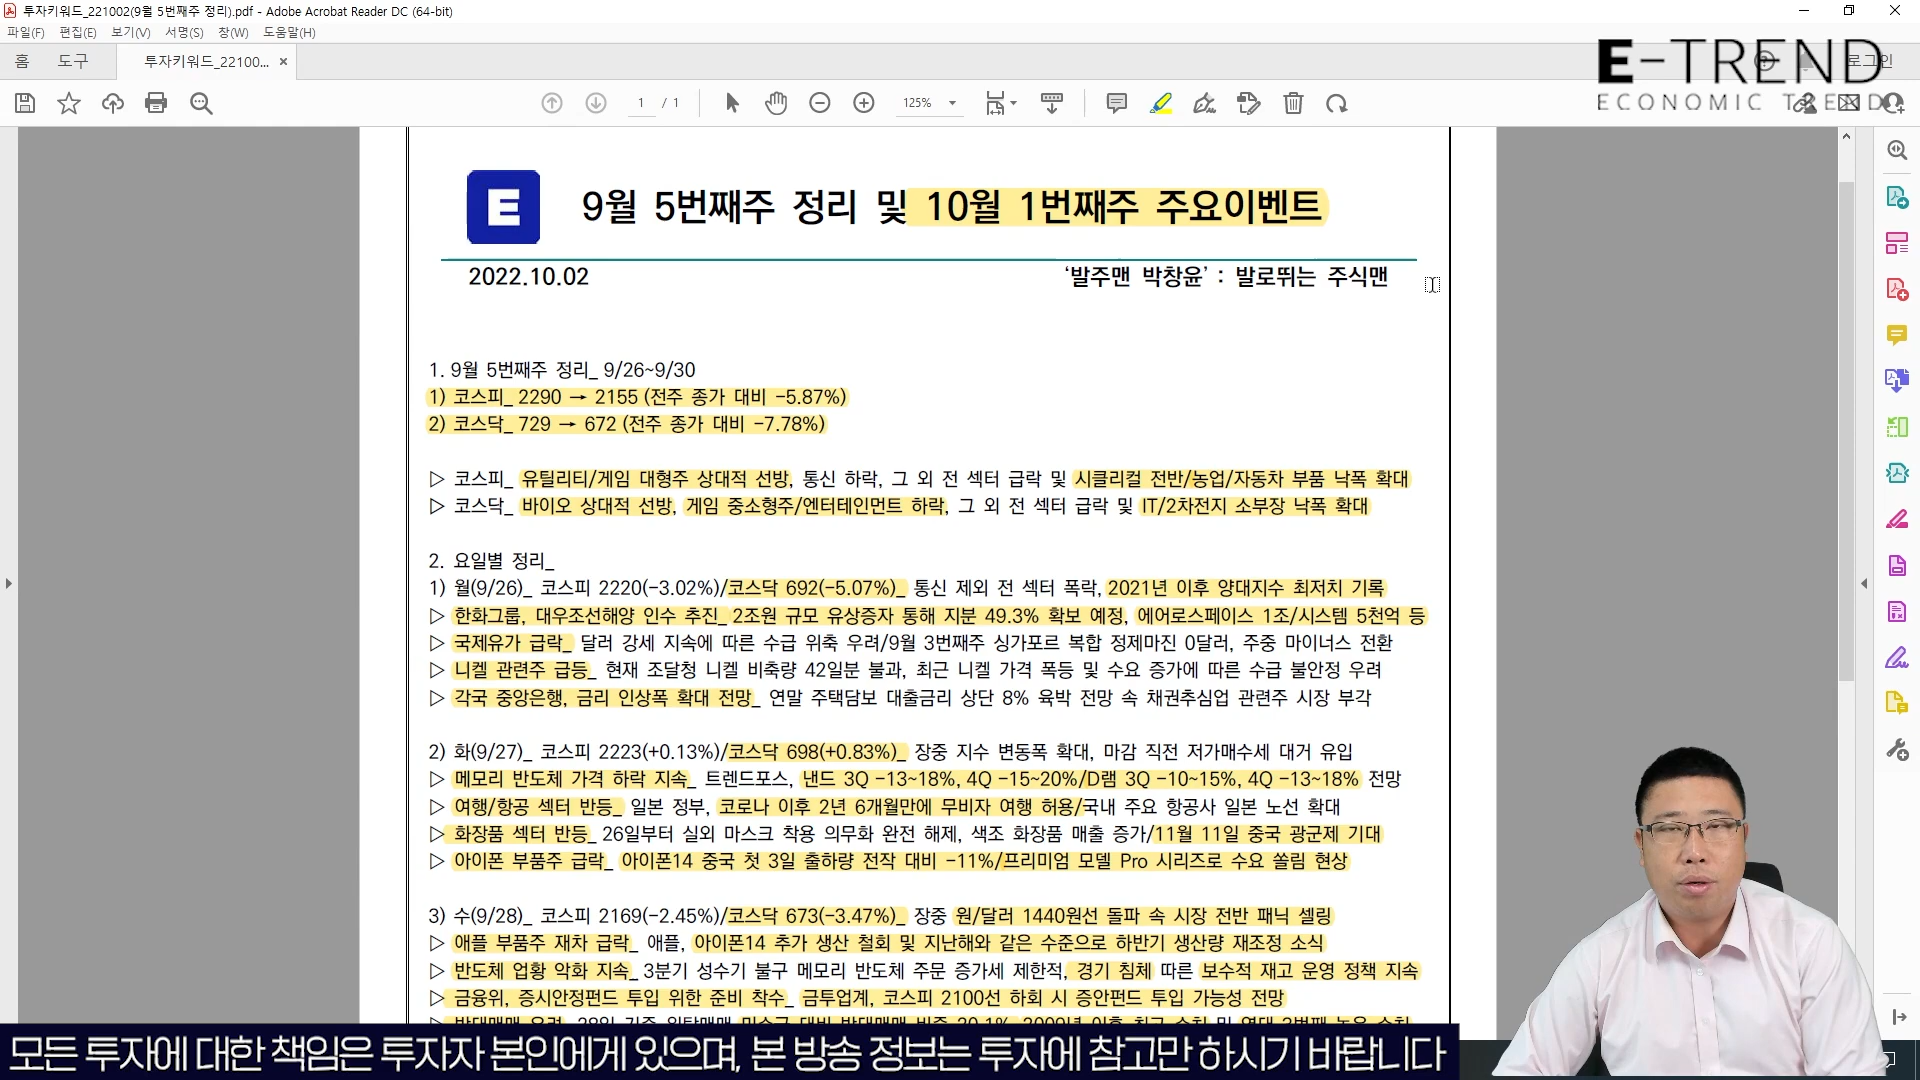 투자키워드_221002(9월 5번째주 정리).pdf - Adobe Acrobat Reader DC (64-bit)
파일(F) 편집(E) 보기(V) 서명(S) 창(W) 도움말(H)
홈 도구 투자키워드_22100... × 로그인
E-TREND
ECONOMIC TREND
1 / 1 125%
E 9월 5번째주 정리 및 10월 1번째주 주요이벤트
2022.10.02 '발주맨 박창윤' : 발로뛰는 주식맨
1. 9월 5번째주 정리_ 9/26~9/30
1) 코스피_ 2290 → 2155 (전주 종가 대비 -5.87%)
2) 코스닥_ 729 → 672 (전주 종가 대비 -7.78%)
▷ 코스피_ 유틸리티/게임 대형주 상대적 선방, 통신 하락, 그 외 전 섹터 급락 및 시클리컬 전반/농업/자동차 부품 낙폭 확대
▷ 코스닥_ 바이오 상대적 선방, 게임 중소형주/엔터테인먼트 하락, 그 외 전 섹터 급락 및 IT/2차전지 소부장 낙폭 확대
2. 요일별 정리_
1) 월(9/26)_ 코스피 2220(-3.02%)/코스닥 692(-5.07%)_ 통신 제외 전 섹터 폭락, 2021년 이후 양대지수 최저치 기록
▷ 한화그룹, 대우조선해양 인수 추진_ 2조원 규모 유상증자 통해 지분 49.3% 확보 예정, 에어로스페이스 1조/시스템 5천억 등
▷ 국제유가 급락_ 달러 강세 지속에 따른 수급 위축 우려/9월 3번째주 싱가포르 복합 정제마진 0달러, 주중 마이너스 전환
▷ 니켈 관련주 급등_ 현재 조달청 니켈 비축량 42일분 불과, 최근 니켈 가격 폭등 및 수요 증가에 따른 수급 불안정 우려
▷ 각국 중앙은행, 금리 인상폭 확대 전망_ 연말 주택담보 대출금리 상단 8% 육박 전망 속 채권추심업 관련주 시장 부각
2) 화(9/27)_ 코스피 2223(+0.13%)/코스닥 698(+0.83%)_ 장중 지수 변동폭 확대, 마감 직전 저가매수세 대거 유입
▷ 메모리 반도체 가격 하락 지속_ 트렌드포스, 낸드 3Q -13~18%, 4Q -15~20%/D램 3Q -10~15%, 4Q -13~18% 전망
▷ 여행/항공 섹터 반등_ 일본 정부, 코로나 이후 2년 6개월만에 무비자 여행 허용/국내 주요 항공사 일본 노선 확대
▷ 화장품 섹터 반등_ 26일부터 실외 마스크 착용 의무화 완전 해제, 색조 화장품 매출 증가/11월 11일 중국 광군제 기대
▷ 아이폰 부품주 급락_ 아이폰14 중국 첫 3일 출하량 전작 대비 -11%/프리미엄 모델 Pro 시리즈로 수요 쏠림 현상
3) 수(9/28)_ 코스피 2169(-2.45%)/코스닥 673(-3.47%)_ 장중 원/달러 1440원선 돌파 속 시장 전반 패닉 셀링
▷ 애플 부품주 재차 급락_ 애플, 아이폰14 추가 생산 철회 및 지난해와 같은 수준으로 하반기 생산량 재조정 소식
▷ 반도체 업황 악화 지속_ 3분기 성수기 불구 메모리 반도체 주문 증가세 제한적, 경기 침체 따른 보수적 재고 운영 정책 지속
▷ 금융위, 증시안정펀드 투입 위한 준비 착수_ 금투업계, 코스피 2100선 하회 시 증안펀드 투입 가능성 전망
모든 투자에 대한 책임은 투자자 본인에게 있으며, 본 방송 정보는 투자에 참고만 하시기 바랍니다